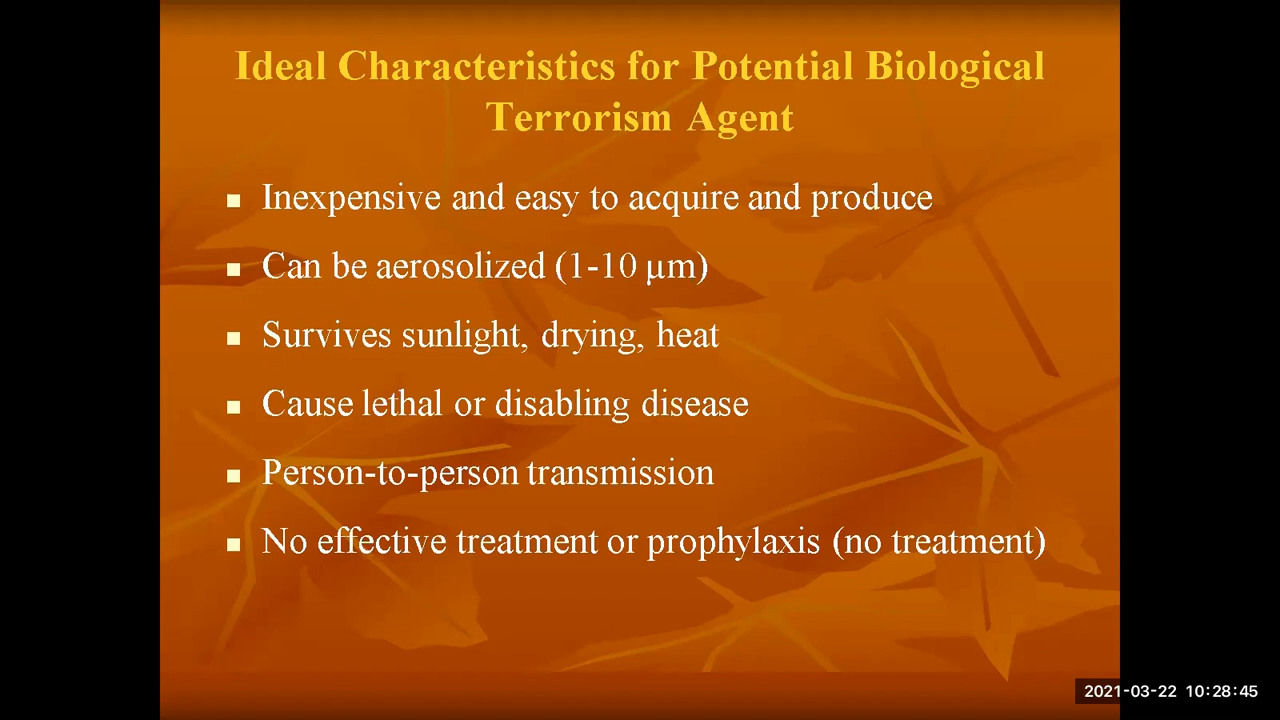 Ideal Characteristics for Potential Biological
Terrorism Agent
Inexpensive and easy to acquire and produce
Can be aerosolized (1-10 µm)
Survives sunlight, drying, heat
Cause lethal or disabling disease
Person-to-person transmission
No effective treatment or prophylaxis (no treatment)
2021-03-22 10:28:45